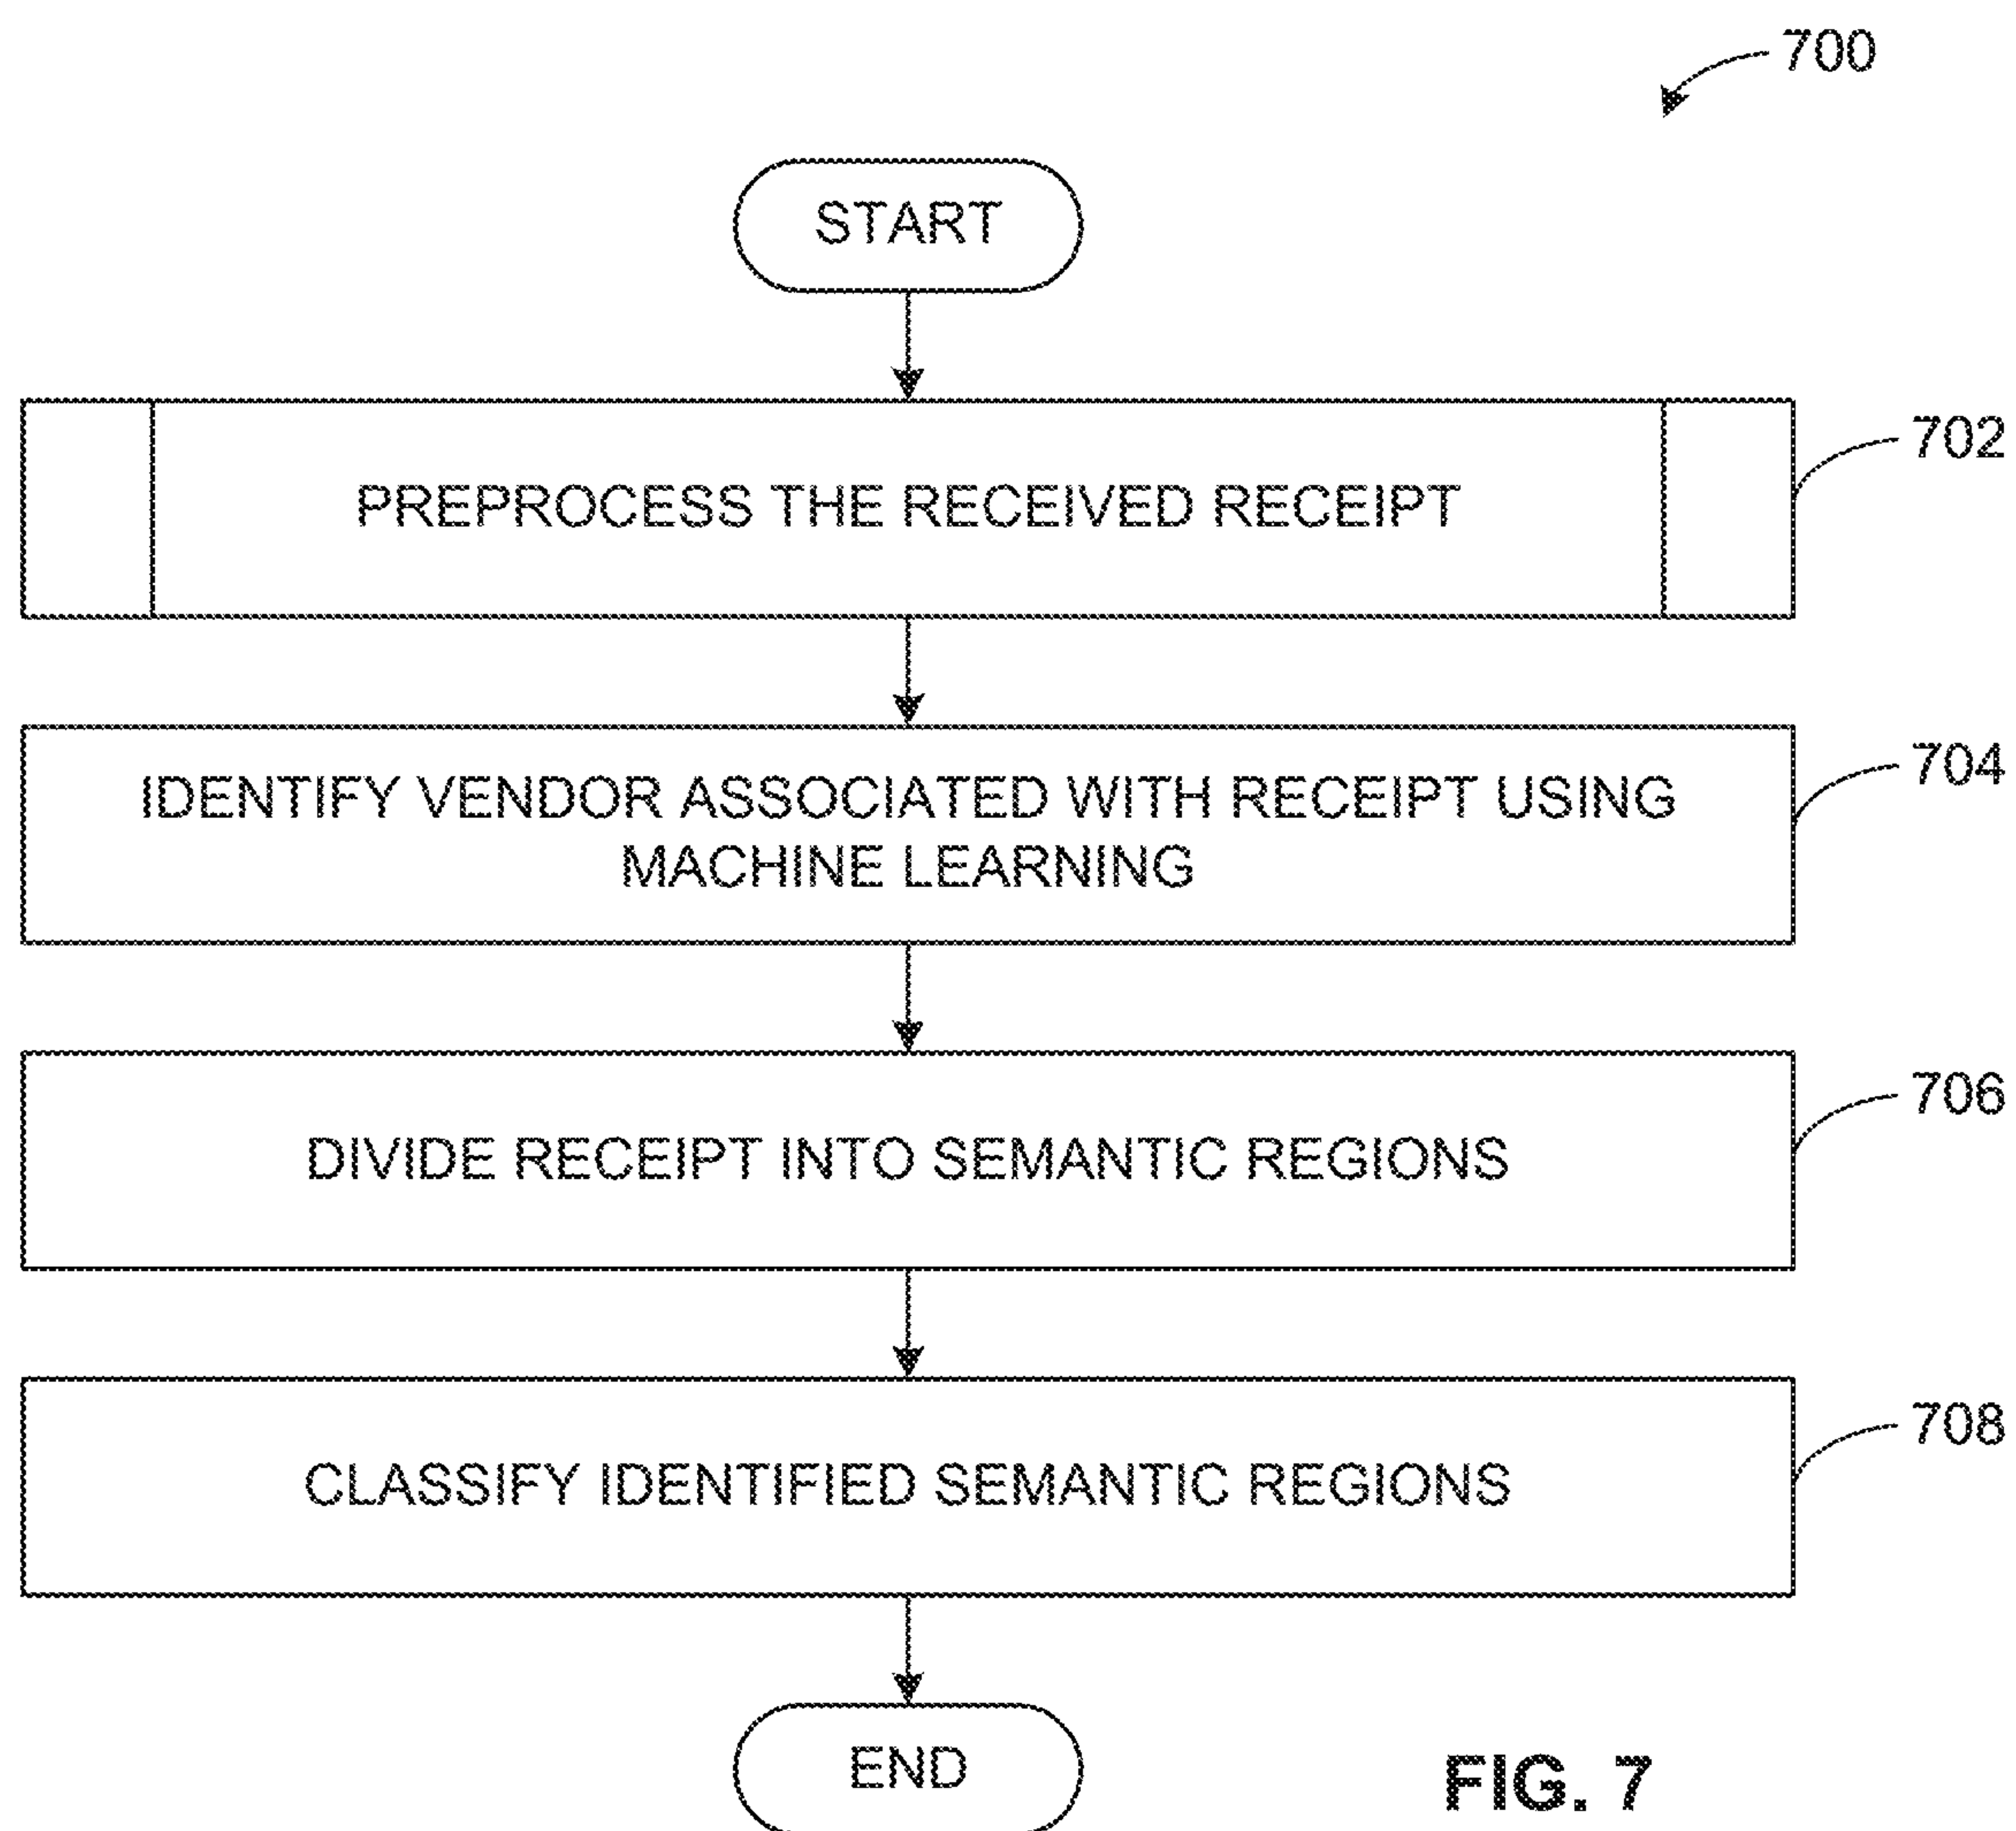 700
START
PREPROCESS THE RECEIVED RECEIPT
702
IDENTIFY VENDOR ASSOCIATED WITH RECEIPT USING
MACHINE LEARNING
704
DIVIDE RECEIPT INTO SEMANTIC REGIONS
706
CLASSIFY IDENTIFIED SEMANTIC REGIONS
708
END
FIG. 7